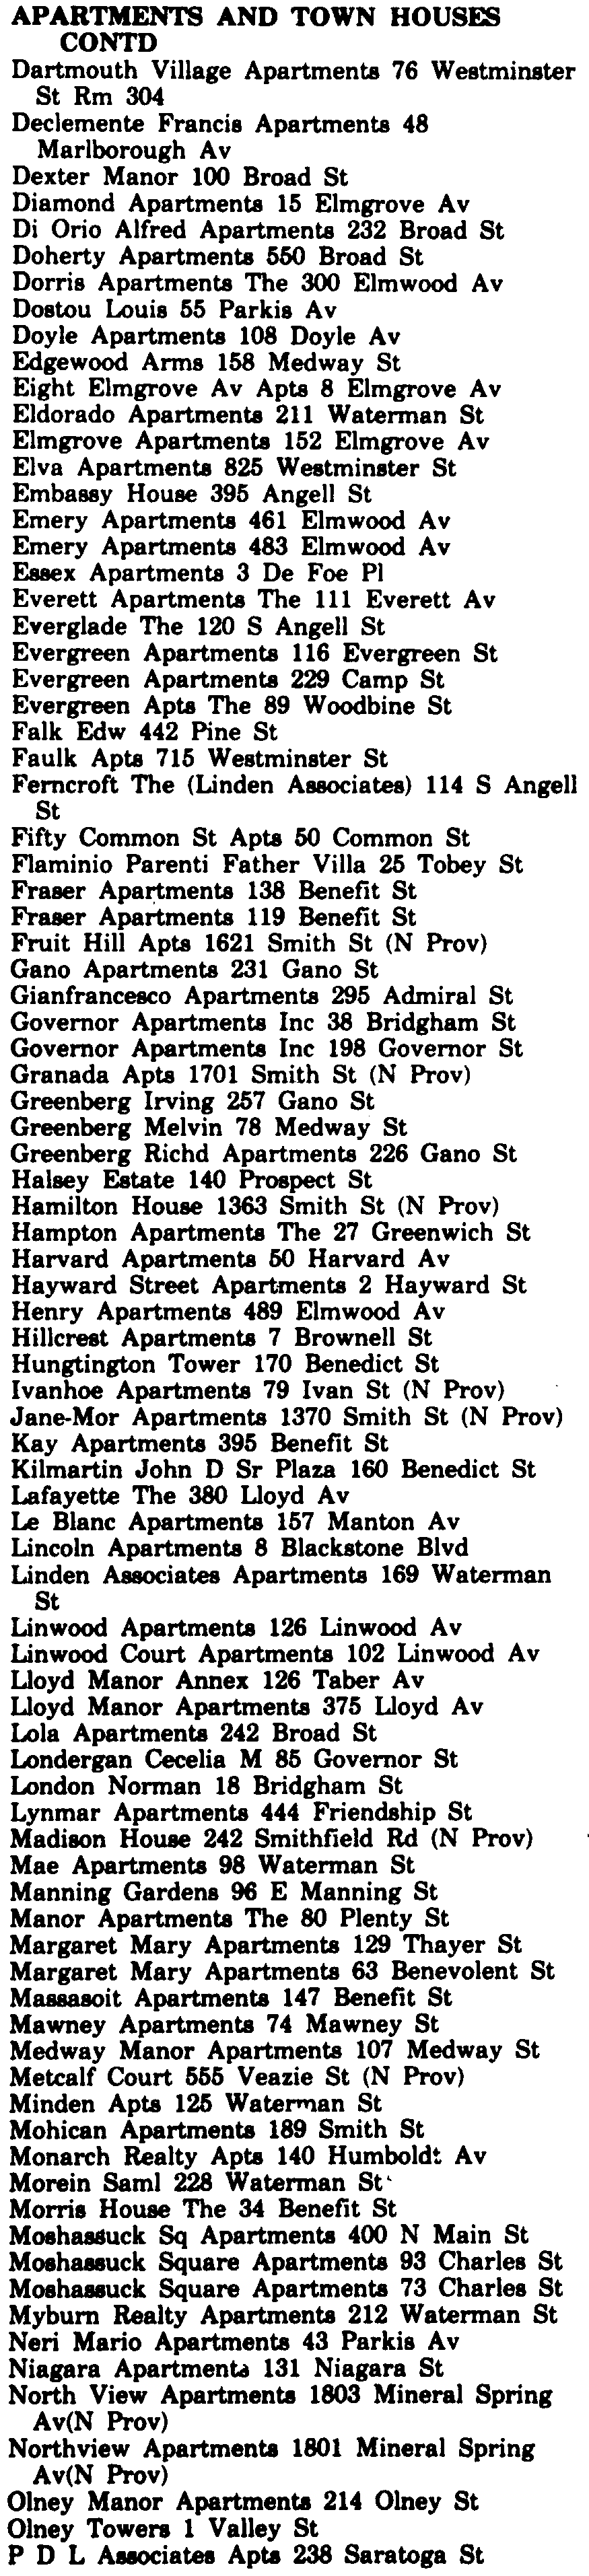 APARTMENTS AND TOWN HOUSES
CONTD
Dartmouth Village Apartments 76 Westminster
St Rm 304
Declemente Francis Apartments 48
Marlborough Av
Dexter Manor 100 Broad St
Diamond Apartments 15 Elmgrove Av
Di Orio Alfred Apartments 232 Broad St
Doherty Apartments 550 Broad St
Dorris Apartments The 300 Elmwood Av
Dostou Louis 55 Parkis Av
Doyle Apartments 108 Doyle Av
Edgewood Arms 158 Medway St
Eight Elmgrove Av Apts 8 Elmgrove Av
Eldorado Apartments 211 Waterman St
Elmgrove Apartments 152 Elmgrove Av
Elva Apartments 825 Westminster St
Embassy House 395 Angell St
Emery Apartments 461 Elmwood Av
Emery Apartments 483 Elmwood Av
Essex Apartments 3 De Foe Pl
Everett Apartments The 111 Everett Av
Everglade The 120 S Angell St
Evergreen Apartments 116 Evergreen St
Evergreen Apartments 229 Camp St
Evergreen Apts The 89 Woodbine St
Falk Edw 442 Pine St
Faulk Apts 715 Westminster St
Ferncroft The (Linden Associates) 114 S Angell
St
Fifty Common St Apts 50 Common St
Flaminio Parenti Father Villa 25 Tobey St
Fraser Apartments 138 Benefit St
Fraser Apartments 119 Benefit St
Fruit Hill Apts 1621 Smith St (N Prov)
Gano Apartments 231 Gano St
Gianfrancesco Apartments 295 Admiral St
Governor Apartments Inc 38 Bridgham St
Governor Apartments Inc 198 Governor St
Granada Apts 1701 Smith St (N Prov)
Greenberg Irving 257 Gano St
Greenberg Melvin 78 Medway St
Greenberg Richd Apartments 226 Gano St
Halsey Estate 140 Prospect St
Hamilton House 1363 Smith St (N Prov)
Hampton Apartments The 27 Greenwich St
Harvard Apartments 50 Harvard Av
Hayward Street Apartments 2 Hayward St
Henry Apartments 489 Elmwood Av
Hillcrest Apartments 7 Brownell St
Hungtington Tower 170 Benedict St
Ivanhoe Apartments 79 Ivan St (N Prov)
Jane-Mor Apartments 1370 Smith St (N Prov)
Kay Apartments 395 Benefit St
Kilmartin John D Sr Plaza 160 Benedict St
Lafayette The 380 Lloyd Av
Le Blanc Apartments 157 Manton Av
Lincoln Apartments 8 Blackstone Blvd
Linden Associates Apartments 169 Waterman
St
Linwood Apartments 126 Linwood Av
Linwood Court Apartments 102 Linwood Av
Lloyd Manor Annex 126 Taber Av
Lloyd Manor Apartments 375 Lloyd Av
Lola Apartments 242 Broad St
Londergan Cecelia M 85 Governor St
London Norman 18 Bridgham St
Lynmar Apartments 444 Friendship St
Madison House 242 Smithfield Rd (N Prov)
Mae Apartments 98 Waterman St
Manning Gardens 96 E Manning St
Manor Apartments The 80 Plenty St
Margaret Mary Apartments 129 Thayer St
Margaret Mary Apartments 63 Benevolent St
Massasoit Apartments 147 Benefit St
Mawney Apartments 74 Mawney St
Medway Manor Apartments 107 Medway St
Metcalf Court 555 Veazie St (N Prov)
Minden Apts 125 Waterman St
Mohican Apartments 189 Smith St
Monarch Realty Apts 140 Humboldt Av
Morein Saml 228 Waterman St
Morris House The 34 Benefit St
Moshassuck Sq Apartments 400 N Main St
Moshassuck Square Apartments 93 Charles St
Moshassuck Square Apartments 73 Charles St
Myburn Realty Apartments 212 Waterman St
Neri Mario Apartments 43 Parkis Av
Niagara Apartments 131 Niagara St
North View Apartments 1803 Mineral Spring
Av(N Prov)
Northview Apartments 1801 Mineral Spring
Av(N Prov)
Olney Manor Apartments 214 Olney St
Olney Towers 1 Valley St
P D L Associates Apts 238 Saratoga St